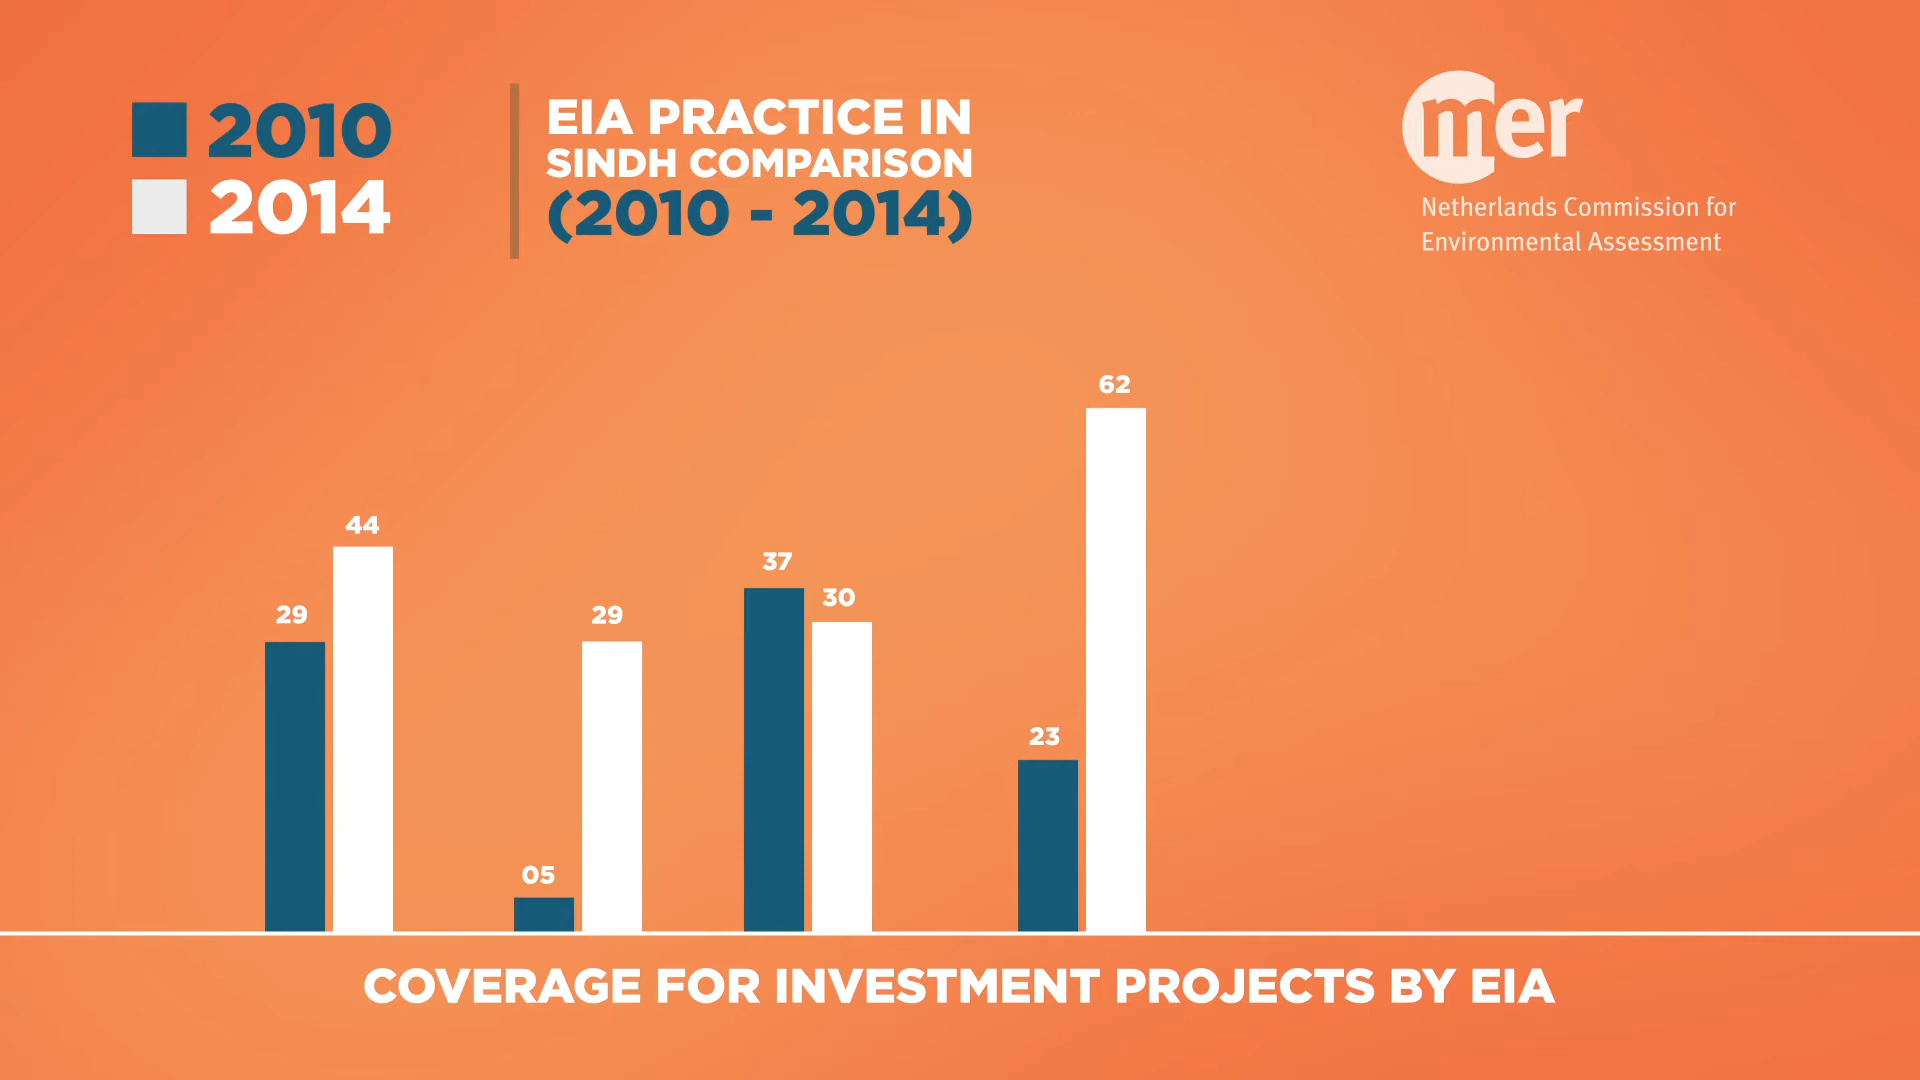 2010
2014
EIA PRACTICE IN
SINDH COMPARISON
(2010 - 2014)
mer
Netherlands Commission for
Environmental Assessment
29
44
05
29
37
30
23
62
COVERAGE FOR INVESTMENT PROJECTS BY EIA